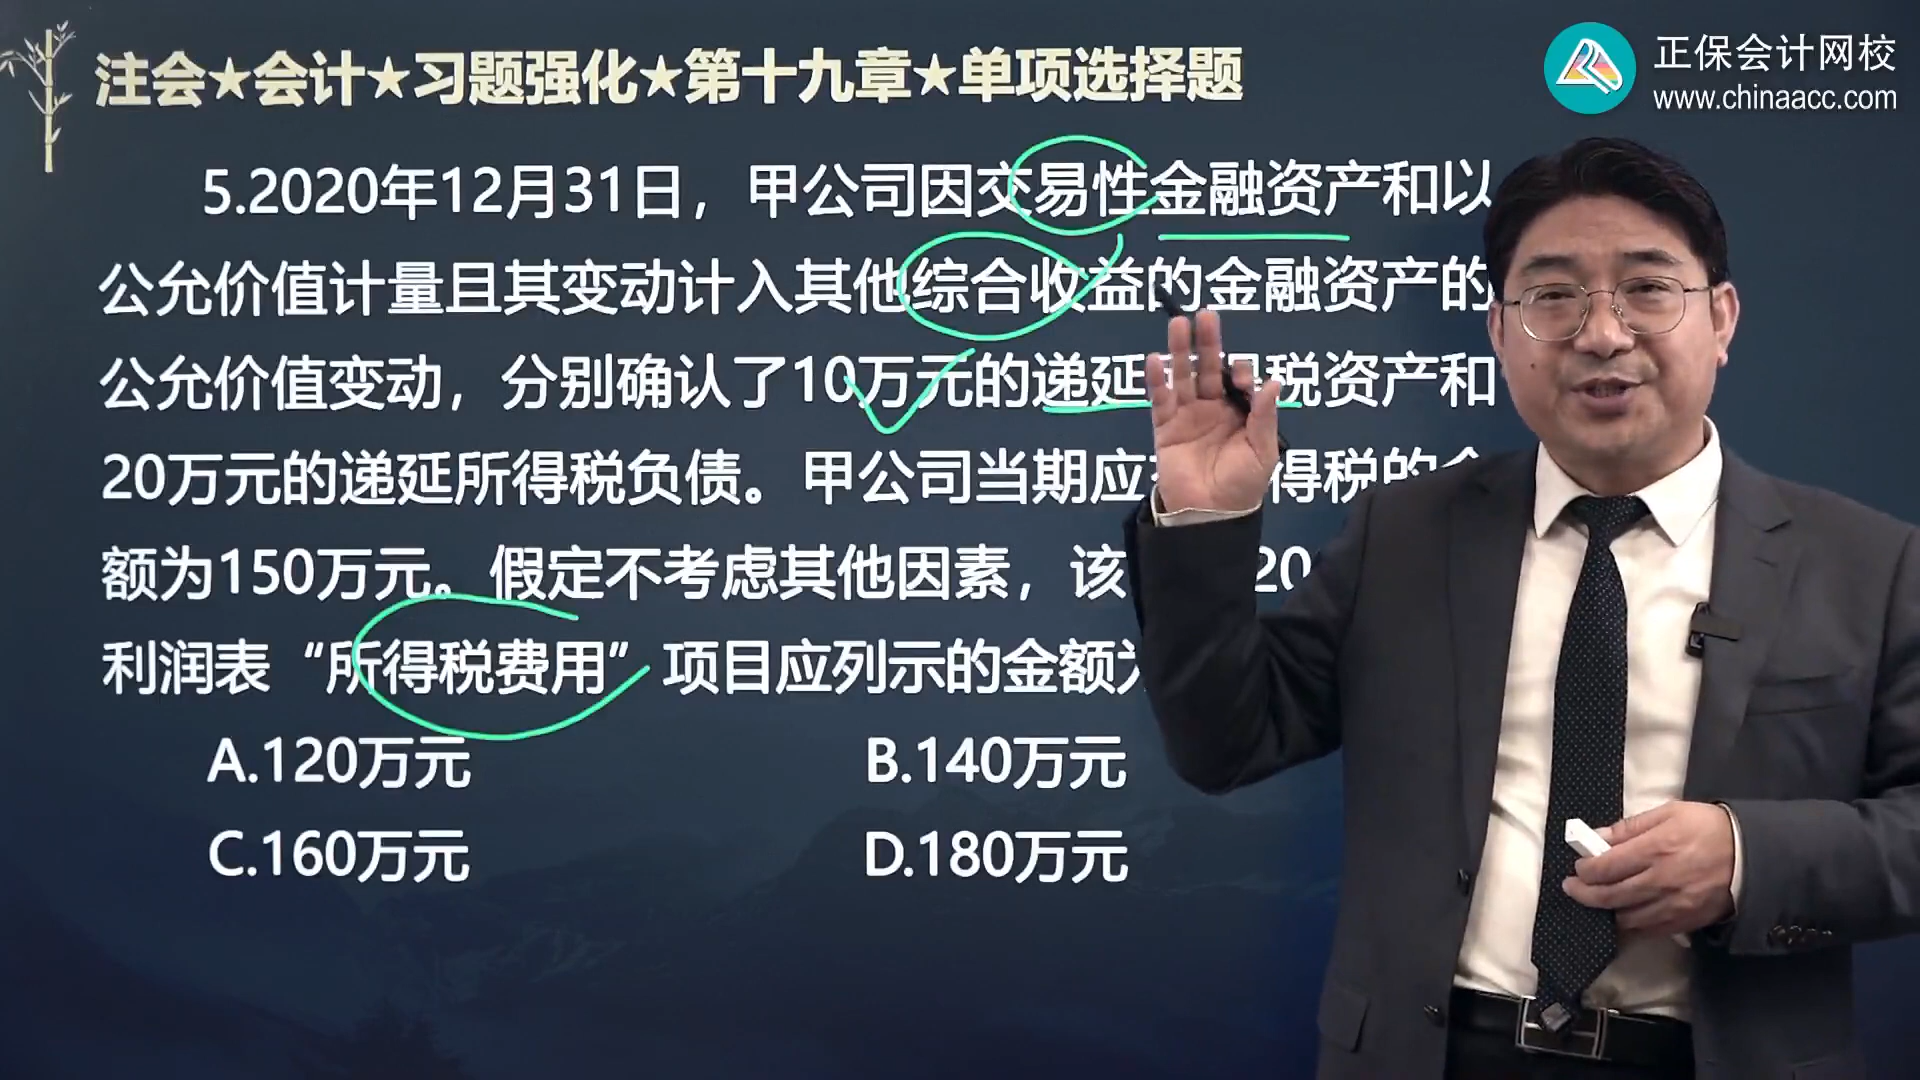 注会★会计★习题强化★第十九章★单项选择题
正保会计网校
www.chinaacc.com
5.2020年12月31日，甲公司因交易性金融资产和以
公允价值计量且其变动计入其他综合收益的金融资产的
公允价值变动，分别确认了10万元的递延所得税资产和
20万元的递延所得税负债。甲公司当期应 得税的
额为150万元。假定不考虑其他因素，该 20
利润表“所得税费用”项目应列示的金额为
A.120万元
B.140万元
C.160万元
D.180万元